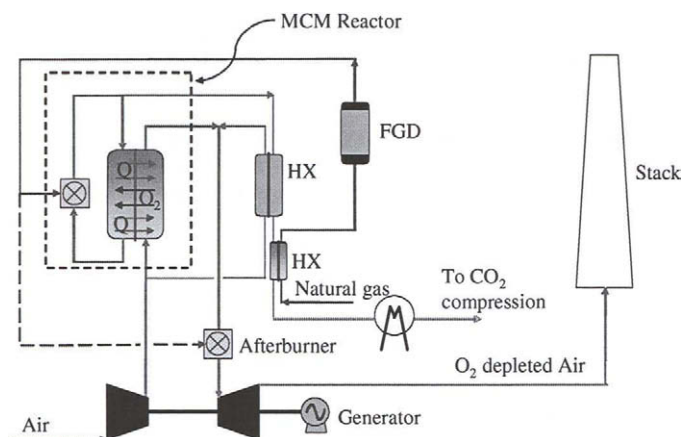 MCM Reactor
FGD
HX
Q
O₂
Q
Stack
HX
Natural gas
To CO₂
compression
Afterburner
O₂ depleted Air
Generator
Air